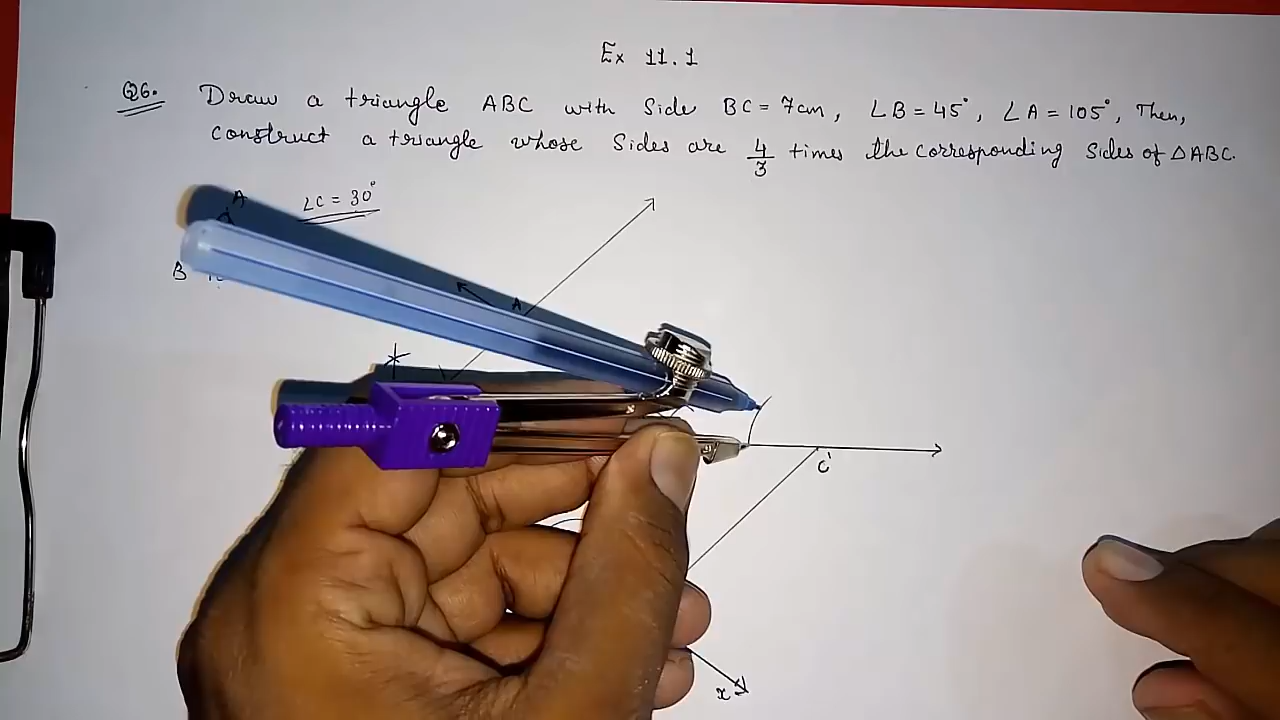 Ex 11.1
Q6. Draw a triangle ABC with Side BC = 7cm, ∠B = 45°, ∠A = 105°, Then,
construct a triangle whose Sides are 4/3 times the corresponding Sides of △ABC.
∠C = 30°
A
B
A
C'
x